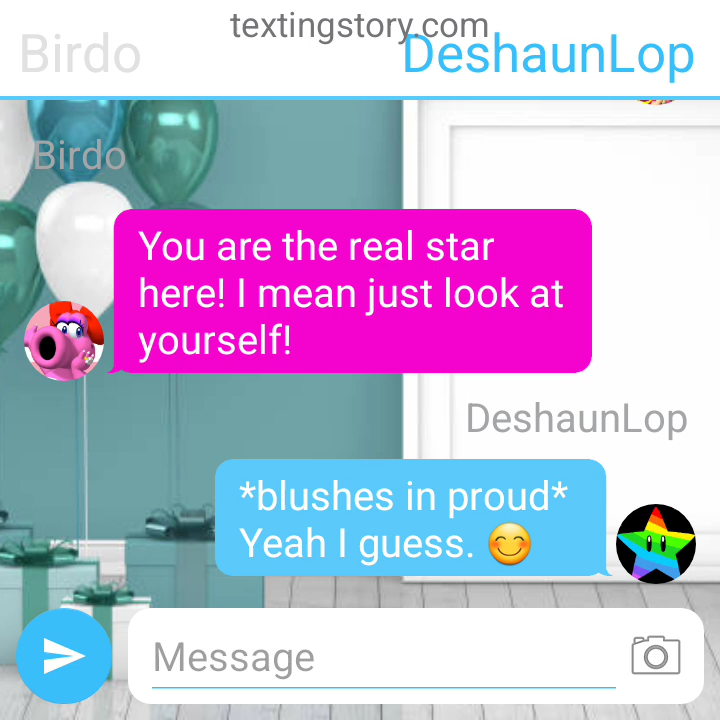 textingstory.com
Birdo
DeshaunLop
Birdo
You are the real star
here! I mean just look at
yourself!
DeshaunLop
*blushes in proud*
Yeah I guess. 😊
Message